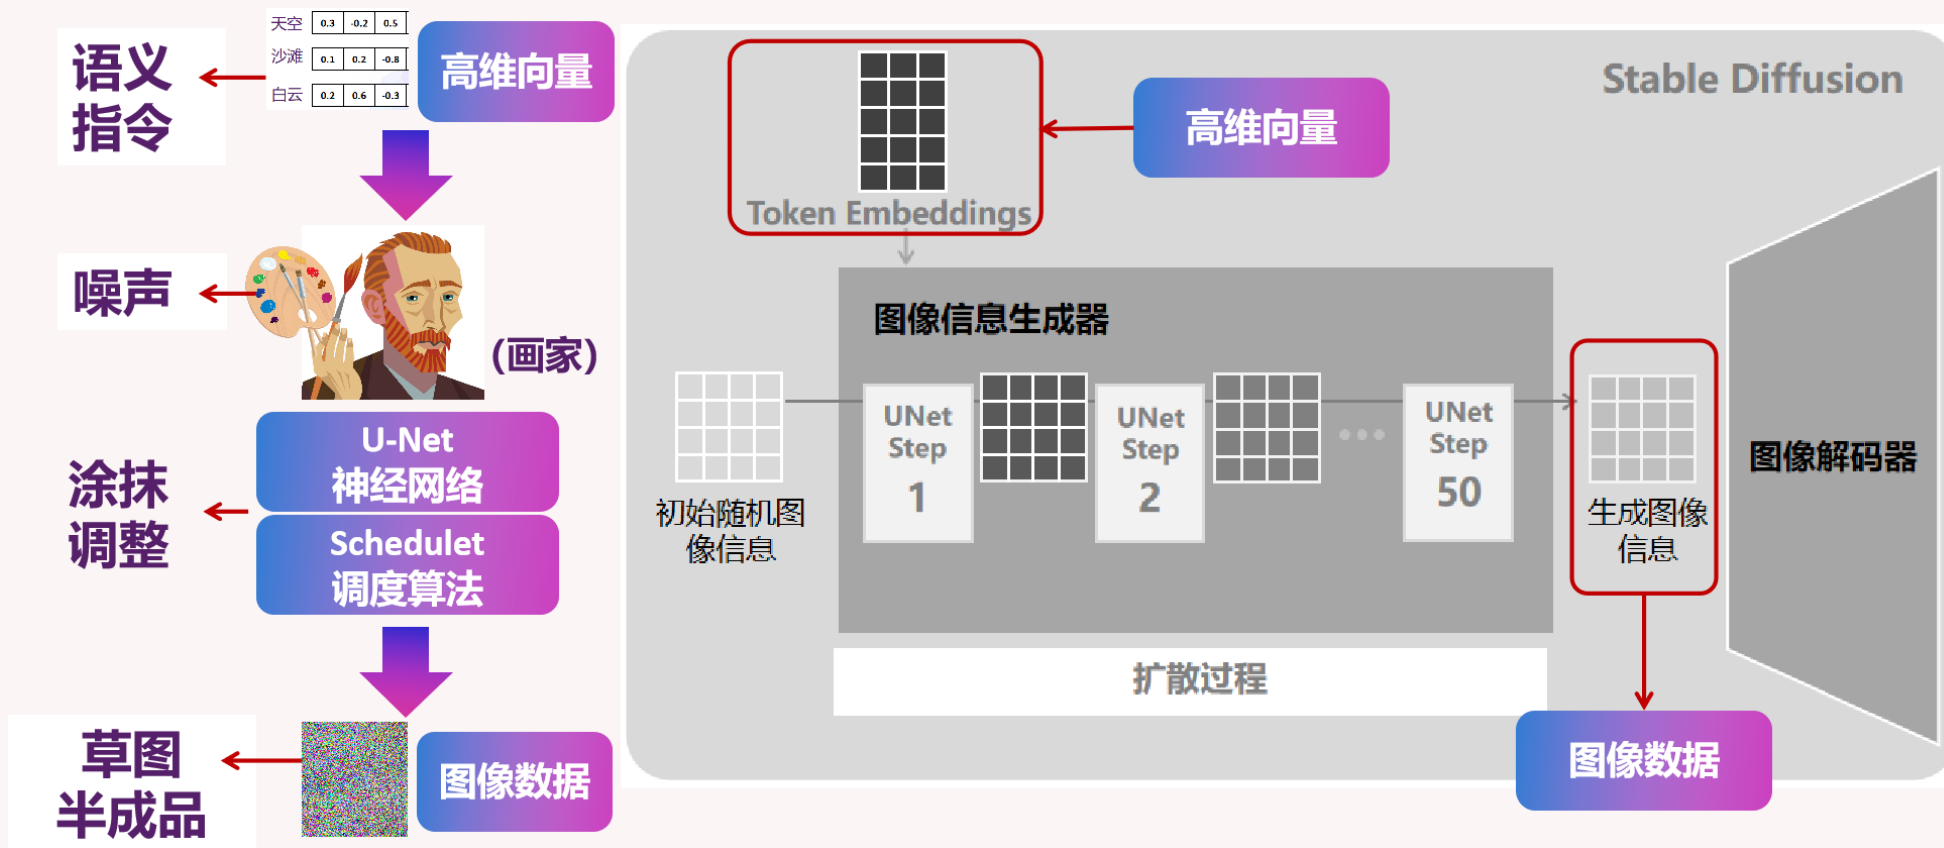 语义
指令
天空 0.3 -0.2 0.5
沙滩 0.1 0.2 -0.8
白云 0.2 0.6 -0.3
高维向量
噪声
(画家)
涂抹
调整
U-Net
神经网络
Schedulet
调度算法
草图
半成品
图像数据
Stable Diffusion
高维向量
Token Embeddings
图像信息生成器
初始随机图
像信息
UNet
Step
1
UNet
Step
2
UNet
Step
50
生成图像
信息
图像解码器
扩散过程
图像数据